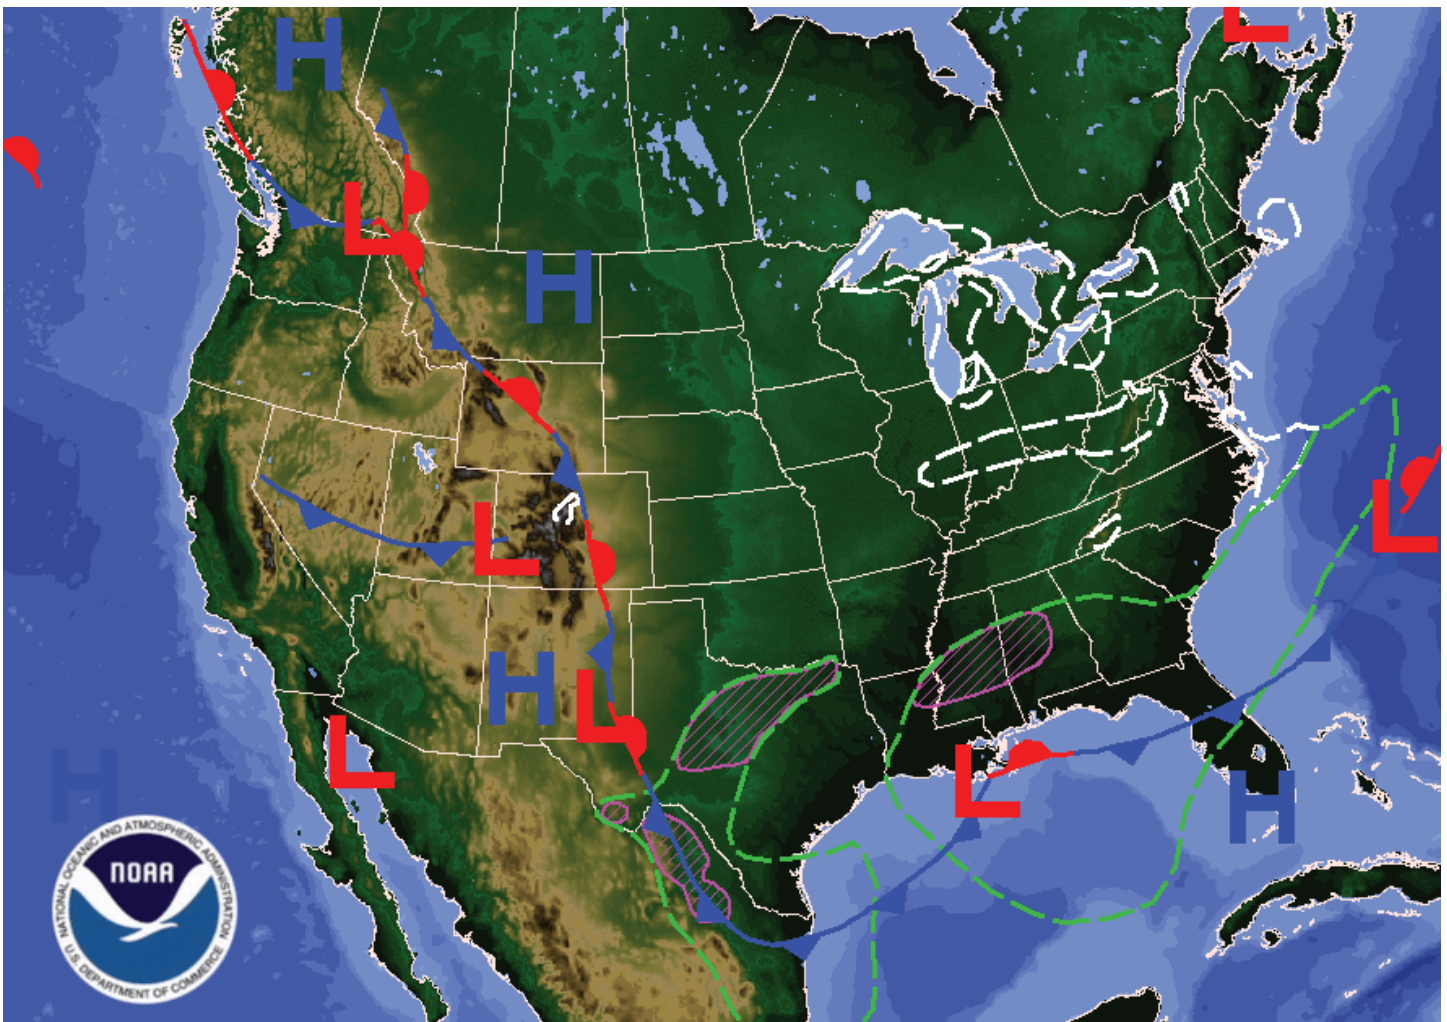 L
H
L
H
L
L
H
L
L
L
H
H
NATIONAL OCEANIC AND ATMOSPHERIC ADMINISTRATION
NOAA
U.S. DEPARTMENT OF COMMERCE